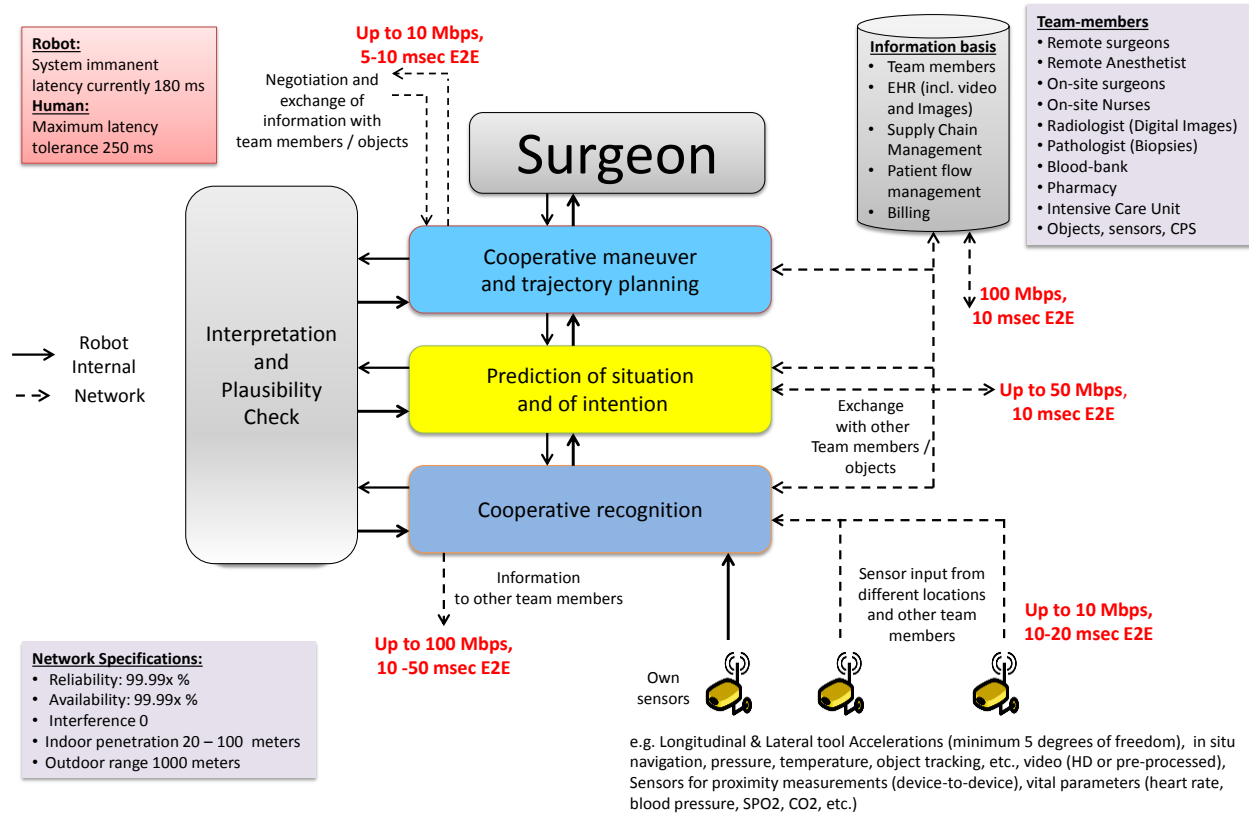 Robot:
System immanent
latency currently 180 ms
Human:
Maximum latency
tolerance 250 ms
Up to 10 Mbps,
5-10 msec E2E
Negotiation and
exchange of
information with
team members / objects
Surgeon
Information basis
• Team members
• EHR (incl. video
and Images)
• Supply Chain
Management
• Patient flow
management
• Billing
Team-members
• Remote surgeons
• Remote Anesthetist
• On-site surgeons
• On-site Nurses
• Radiologist (Digital Images)
• Pathologist (Biopsies)
• Blood-bank
• Pharmacy
• Intensive Care Unit
• Objects, sensors, CPS
Cooperative maneuver
and trajectory planning
100 Mbps,
10 msec E2E
Robot
Internal
Network
Interpretation
and
Plausibility
Check
Prediction of situation
and of intention
Up to 50 Mbps,
10 msec E2E
Exchange
with other
Team members /
objects
Cooperative recognition
Information
to other team members
Up to 100 Mbps,
10 -50 msec E2E
Sensor input from
different locations
and other team
members
Up to 10 Mbps,
10-20 msec E2E
Own
sensors
Network Specifications:
• Reliability: 99.99x %
• Availability: 99.99x %
• Interference 0
• Indoor penetration 20 – 100 meters
• Outdoor range 1000 meters
e.g. Longitudinal & Lateral tool Accelerations (minimum 5 degrees of freedom), in situ
navigation, pressure, temperature, object tracking, etc., video (HD or pre-processed),
Sensors for proximity measurements (device-to-device), vital parameters (heart rate,
blood pressure, SPO2, CO2, etc.)